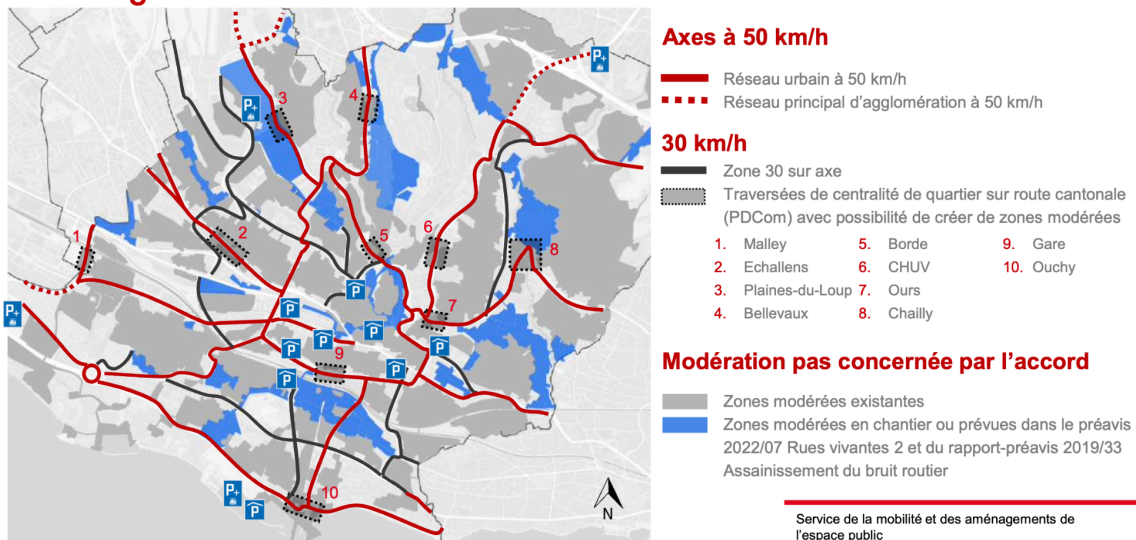 Axes à 50 km/h
Réseau urbain à 50 km/h
Réseau principal d'agglomération à 50 km/h
30 km/h
Zone 30 sur axe
Traversées de centralité de quartier sur route cantonale
(PDCom) avec possibilité de créer de zones modérées
1. Malley 5. Borde 9. Gare
2. Echallens 6. CHUV 10. Ouchy
3. Plaines-du-Loup 7. Ours
4. Bellevaux 8. Chailly
Modération pas concernée par l'accord
Zones modérées existantes
Zones modérées en chantier ou prévues dans le préavis
2022/07 Rues vivantes 2 et du rapport-préavis 2019/33
Assainissement du bruit routier
Service de la mobilité et des aménagements de
l'espace public
P+
3
4
P+
1
2
5
6
8
P
P+
P
7
P
P
P
P
9
P
P
10
P+
P
N